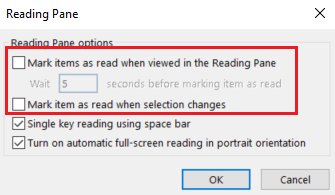 Reading Pane
Reading Pane options
Mark items as read when viewed in the Reading Pane
Wait 5 seconds before marking item as read
Mark item as read when selection changes
Single key reading using space bar
Turn on automatic full-screen reading in portrait orientation
OK Cancel